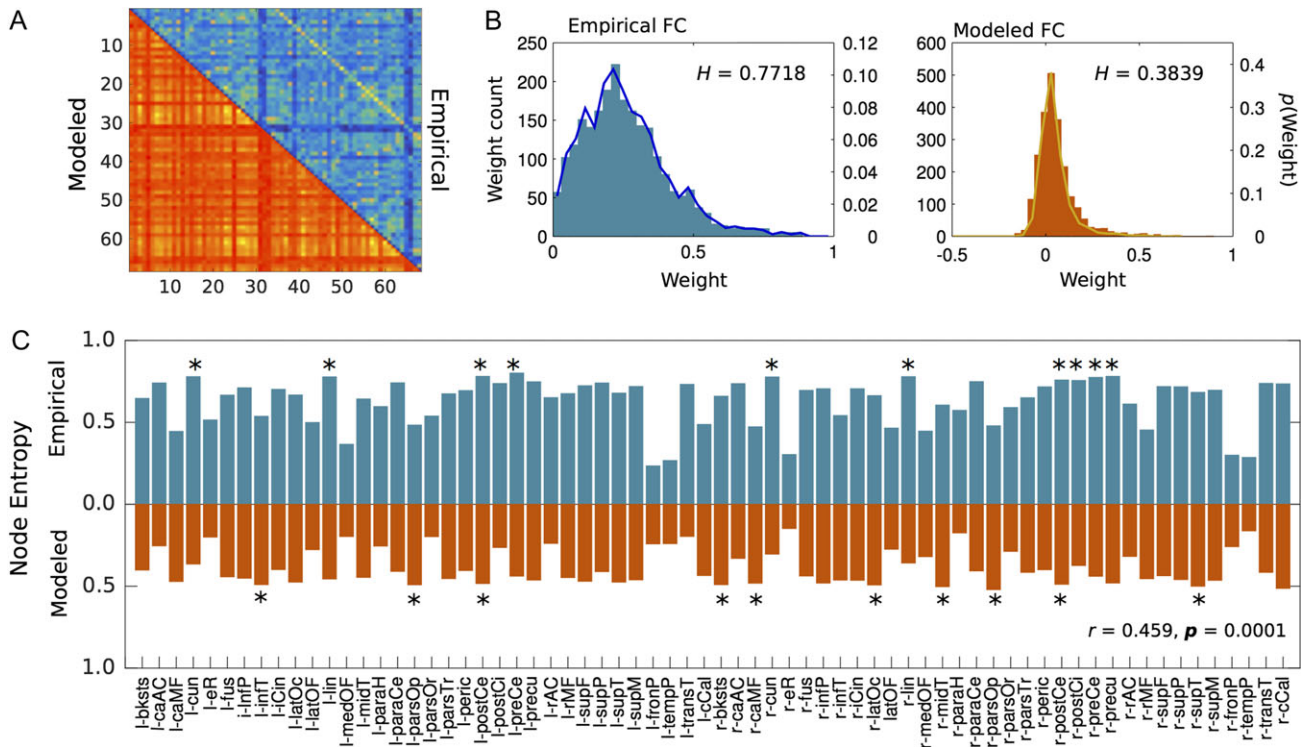 A
Modeled
10
20
30
40
50
60
10 20 30 40 50 60
Empirical
B
Empirical FC
H = 0.7718
Weight count
250
200
150
100
50
0
0.12
0.10
0.08
0.06
0.04
0.02
0
0 0.5 1
Weight
Modeled FC
H = 0.3839
600
500
400
300
200
100
0
0.4
0.3
0.2
0.1
0
p(Weight)
-0.5 0 0.5 1
Weight
C
Node Entropy
Empirical
Modeled
1.0
0.5
0.0
0.5
1.0
* * * * * * * * * *
* * * * * * * * * *
r = 0.459, p = 0.0001
l-bksts
l-caAC
l-caMF
l-cun
l-eR
l-fus
i-InfP
l-infT
l-iCin
l-latOc
l-latOF
l-lin
l-medOF
l-midT
l-paraH
l-paraCe
l-parsOp
l-parsOr
l-parsTr
l-peric
l-postCe
l-postCi
l-preCe
l-precu
l-rAC
l-rMF
l-supF
l-supP
l-supT
l-supM
l-fronP
l-tempP
l-transT
l-cCal
r-bksts
r-caAC
r-caMF
r-cun
r-eR
r-fus
r-infP
r-infT
r-iCin
r-latOc
latOF
r-lin
r-medOF
r-midT
r-paraH
r-paraCe
r-parsOp
r-parsOr
r-parsTr
r-peric
r-postCe
r-postCi
r-preCe
r-precu
r-rAC
r-rMF
r-supF
r-supP
r-supT
r-supM
r-fronP
r-tempP
r-transT
r-cCal